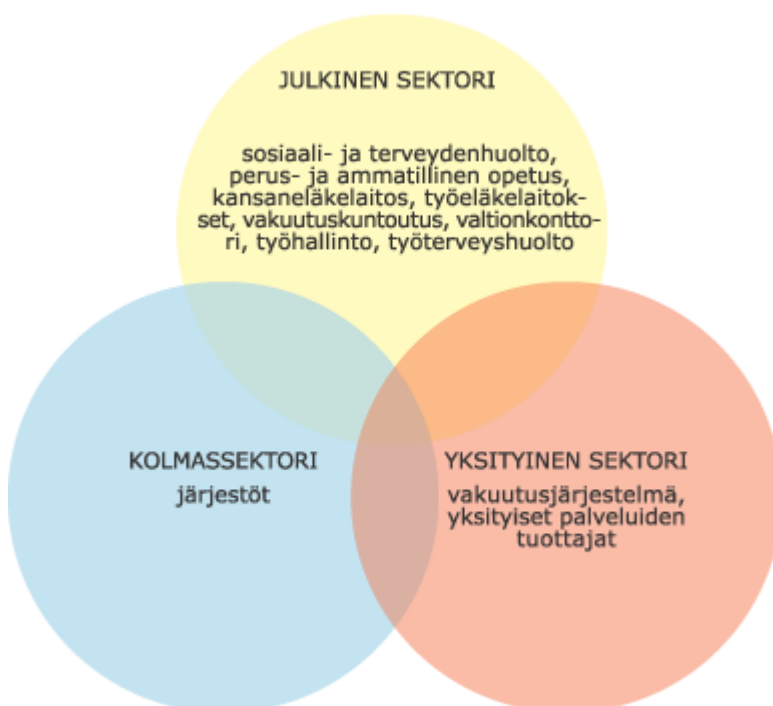 JULKINEN SEKTORI
sosiaali- ja terveydenhuolto,
perus- ja ammatillinen opetus,
kansaneläkelaitos, työeläkelaitok-
set, vakuutuskuntoutus, valtionkontto-
ri, työhallinto, työterveyshuolto
KOLMASSEKTORI
järjestöt
YKSITYINEN SEKTORI
vakuutusjärjestelmä,
yksityiset palveluiden
tuottajat